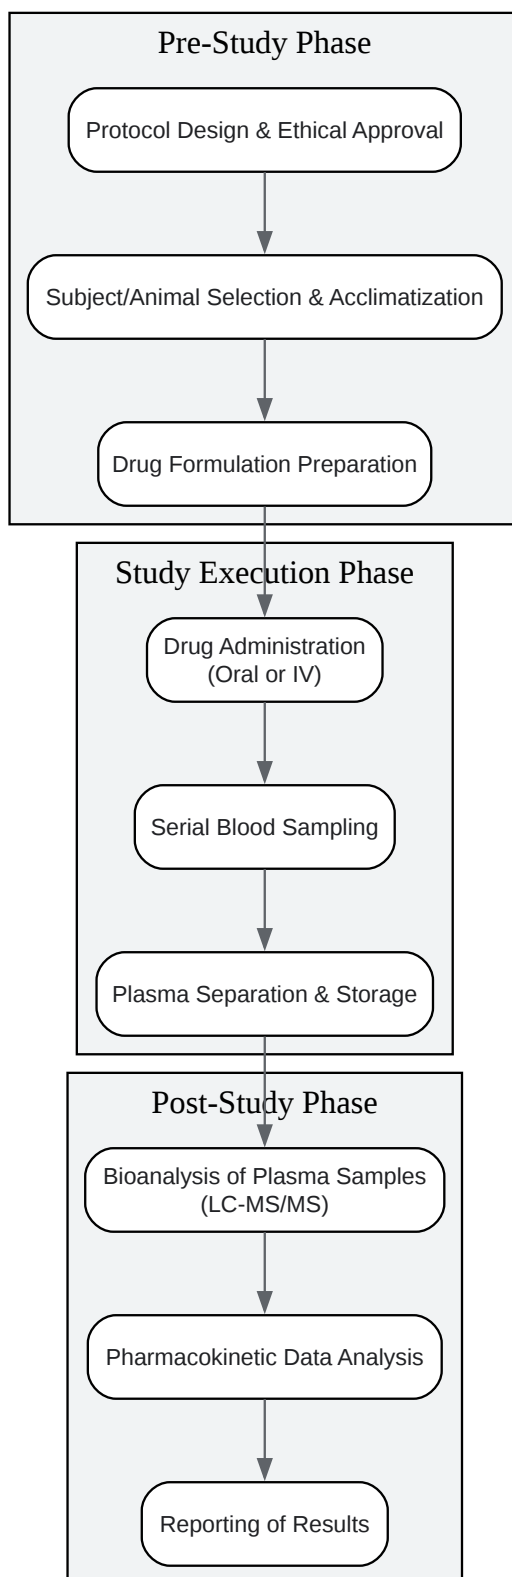 Pre-Study Phase
Protocol Design & Ethical Approval
Subject/Animal Selection & Acclimatization
Drug Formulation Preparation
Study Execution Phase
Drug Administration
(Oral or IV)
Serial Blood Sampling
Plasma Separation & Storage
Post-Study Phase
Bioanalysis of Plasma Samples
(LC-MS/MS)
Pharmacokinetic Data Analysis
Reporting of Results